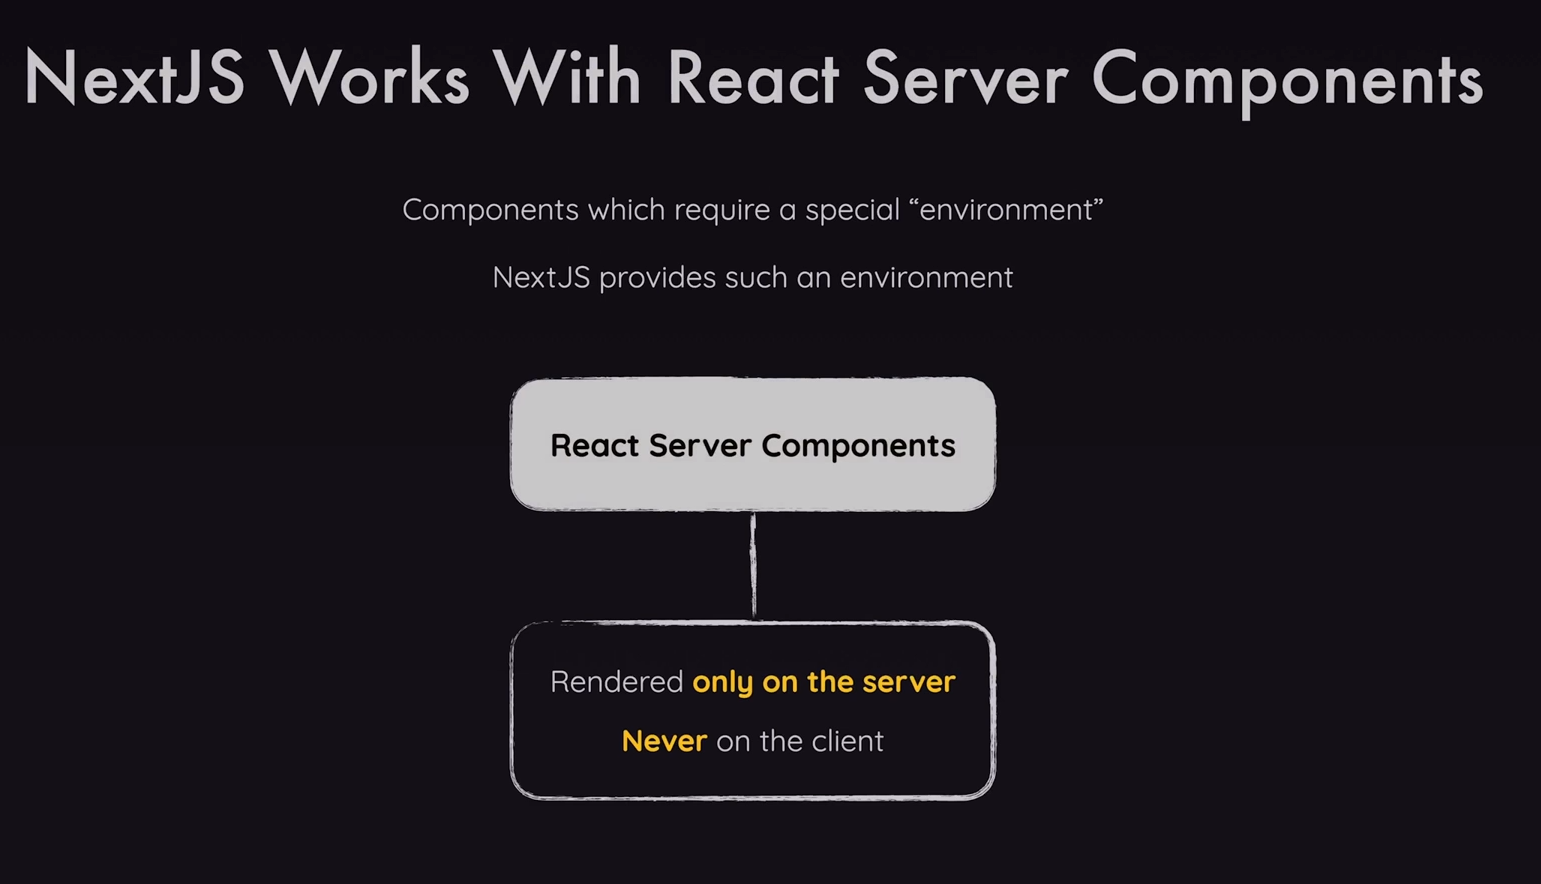 NextJS Works With React Server Components
Components which require a special “environment”
NextJS provides such an environment
React Server Components
Rendered only on the server
Never on the client